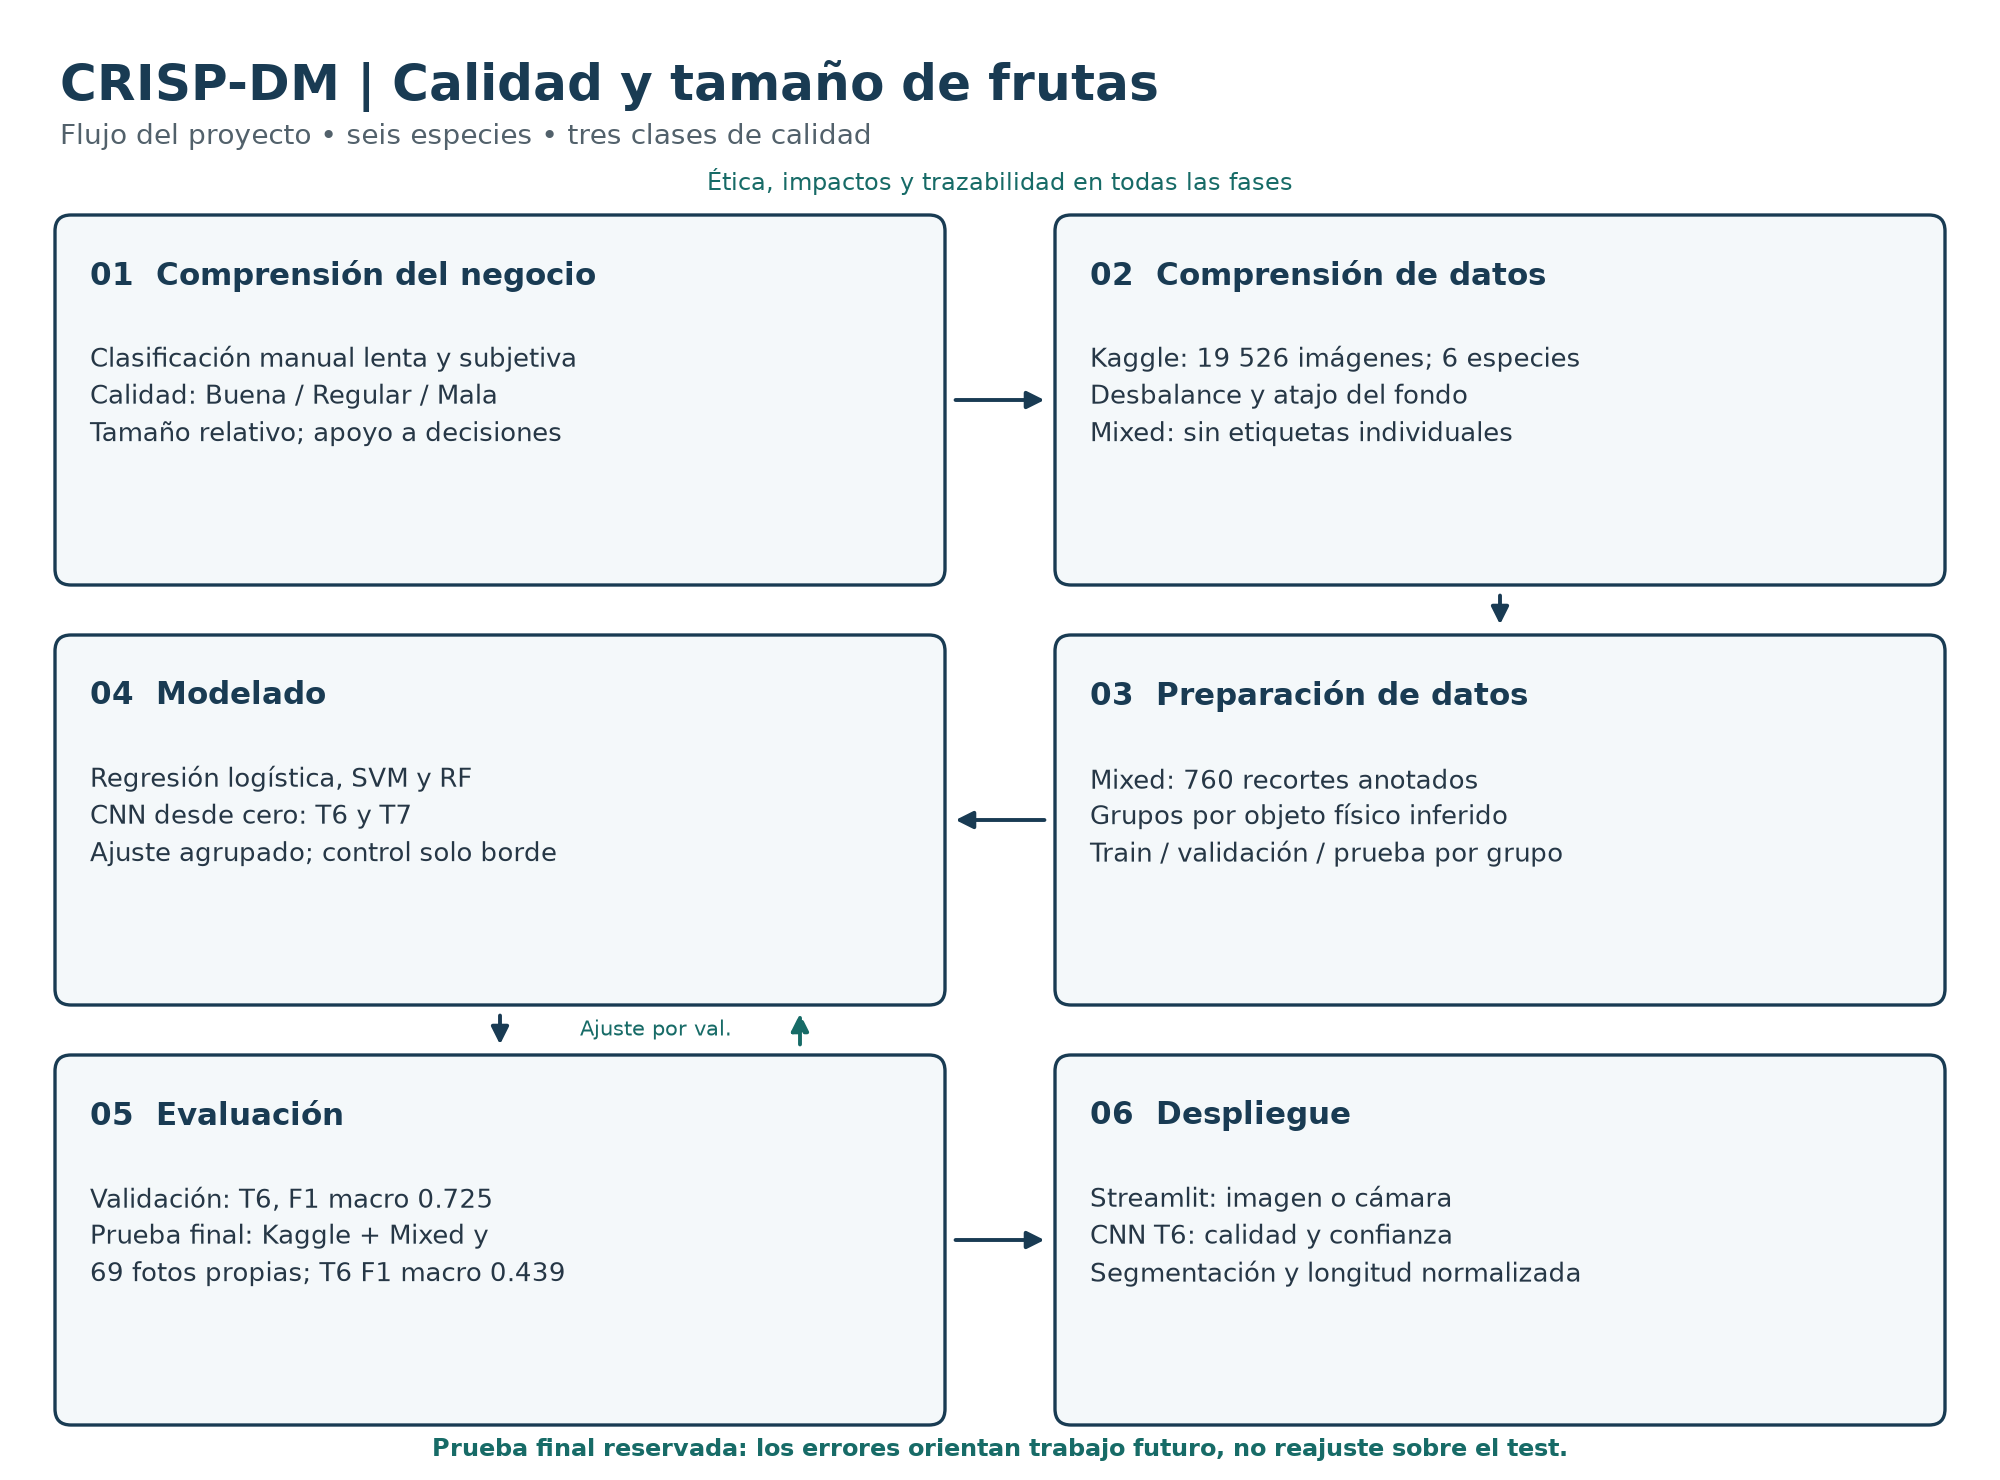 CRISP-DM | Calidad y tamaño de frutas
Flujo del proyecto • seis especies • tres clases de calidad
Ética, impactos y trazabilidad en todas las fases
01 Comprensión del negocio
Clasificación manual lenta y subjetiva
Calidad: Buena / Regular / Mala
Tamaño relativo; apoyo a decisiones
02 Comprensión de datos
Kaggle: 19 526 imágenes; 6 especies
Desbalance y atajo del fondo
Mixed: sin etiquetas individuales
03 Preparación de datos
Mixed: 760 recortes anotados
Grupos por objeto físico inferido
Train / validación / prueba por grupo
04 Modelado
Regresión logística, SVM y RF
CNN desde cero: T6 y T7
Ajuste agrupado; control solo borde
Ajuste por val.
05 Evaluación
Validación: T6, F1 macro 0.725
Prueba final: Kaggle + Mixed y
69 fotos propias; T6 F1 macro 0.439
06 Despliegue
Streamlit: imagen o cámara
CNN T6: calidad y confianza
Segmentación y longitud normalizada
Prueba final reservada: los errores orientan trabajo futuro, no reajuste sobre el test.